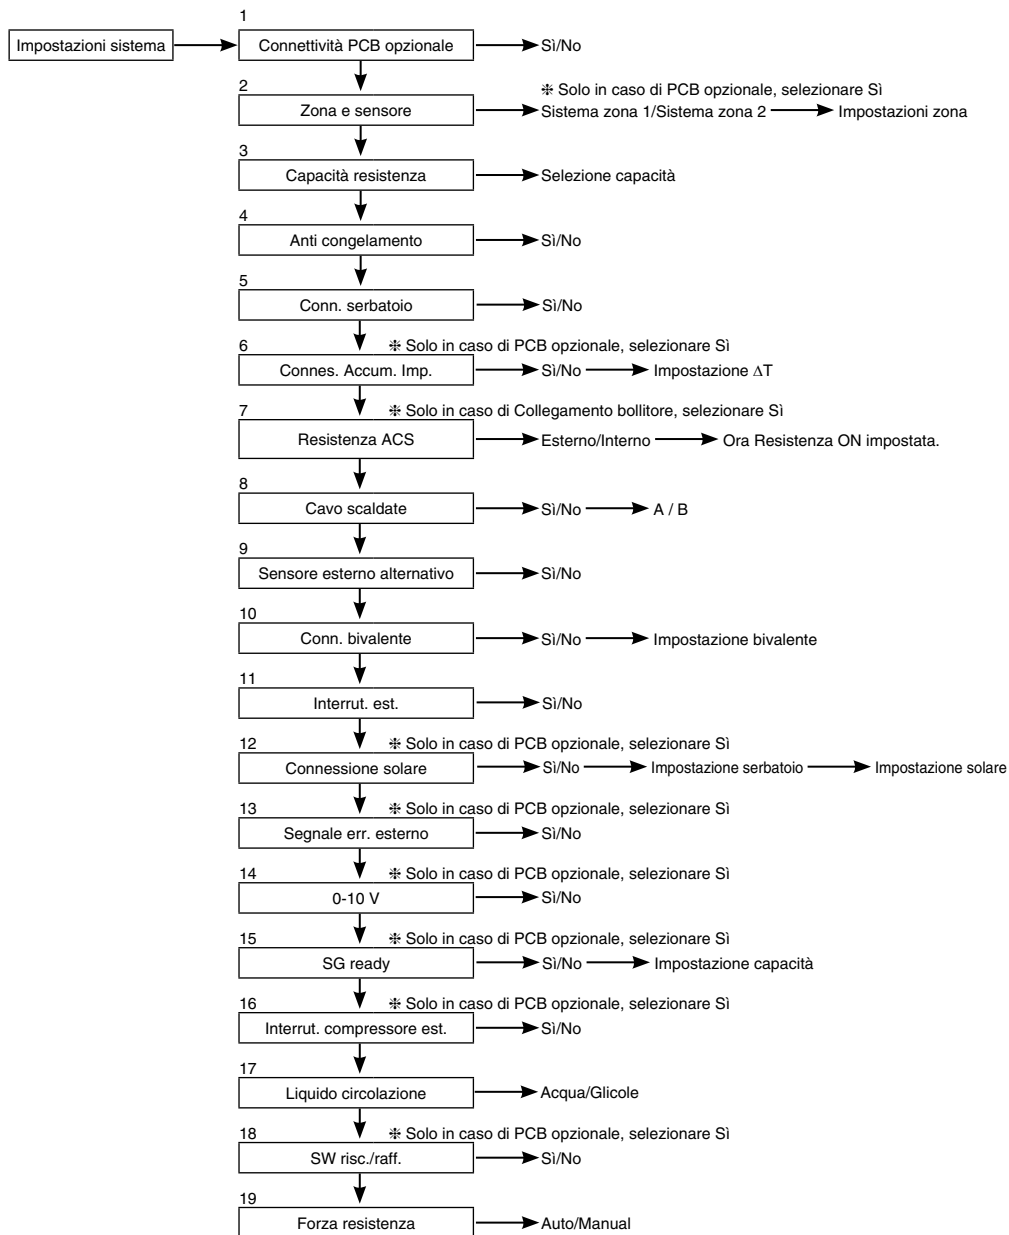 1
Impostazioni sistema
Connettività PCB opzionale
Sì/No
2
❉ Solo in caso di PCB opzionale, selezionare Sì
Zona e sensore
Sistema zona 1/Sistema zona 2
Impostazioni zona
3
Capacità resistenza
Selezione capacità
4
Anti congelamento
Sì/No
5
Conn. serbatoio
Sì/No
6
❉ Solo in caso di PCB opzionale, selezionare Sì
Connes. Accum. Imp.
Sì/No
Impostazione ΔT
7
❉ Solo in caso di Collegamento bollitore, selezionare Sì
Resistenza ACS
Esterno/Interno
Ora Resistenza ON impostata.
8
Cavo scaldate
Sì/No
A / B
9
Sensore esterno alternativo
Sì/No
10
Conn. bivalente
Sì/No
Impostazione bivalente
11
Interrut. est.
Sì/No
12
❉ Solo in caso di PCB opzionale, selezionare Sì
Connessione solare
Sì/No
Impostazione serbatoio
Impostazione solare
13
❉ Solo in caso di PCB opzionale, selezionare Sì
Segnale err. esterno
Sì/No
14
❉ Solo in caso di PCB opzionale, selezionare Sì
0-10 V
Sì/No
15
❉ Solo in caso di PCB opzionale, selezionare Sì
SG ready
Sì/No
Impostazione capacità
16
❉ Solo in caso di PCB opzionale, selezionare Sì
Interrut. compressore est.
Sì/No
17
Liquido circolazione
Acqua/Glicole
18
❉ Solo in caso di PCB opzionale, selezionare Sì
SW risc./raff.
Sì/No
19
Forza resistenza
Auto/Manual